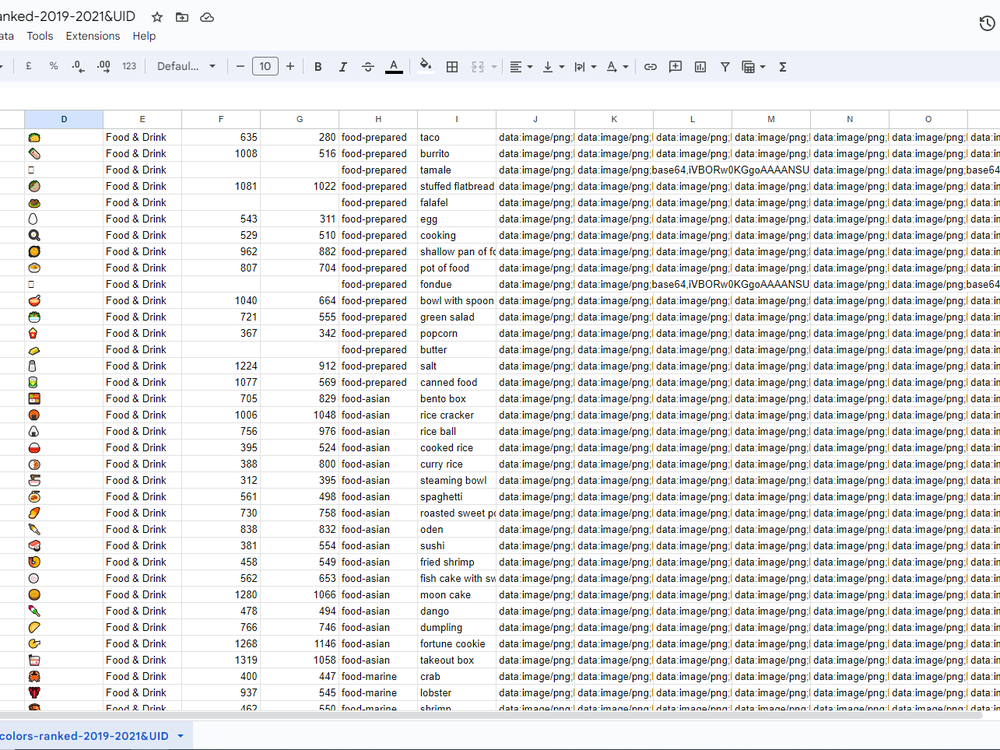 anked-2019-2021&UID
ata Tools Extensions Help
£ % .0 .00 123 Defaul... 10 B I A Σ
D E F G H I J K L M N O
Food & Drink 635 280 food-prepared taco data:image/png; data:image/png; data:image/png; data:image/png; data:image/png; data:image/png;
Food & Drink 1008 516 food-prepared burrito data:image/png; data:image/png; data:image/png; data:image/png; data:image/png; data:image/png;
Food & Drink food-prepared tamale data:image/png; data:image/png;base64,iVBORw0KGgoAAAANSU data:image/png; data:image/png;base64
Food & Drink 1081 1022 food-prepared stuffed flatbread data:image/png; data:image/png; data:image/png; data:image/png; data:image/png; data:image/png;
Food & Drink food-prepared falafel data:image/png; data:image/png; data:image/png; data:image/png; data:image/png; data:image/png;
Food & Drink 543 311 food-prepared egg data:image/png; data:image/png; data:image/png; data:image/png; data:image/png; data:image/png;
Food & Drink 529 510 food-prepared cooking data:image/png; data:image/png; data:image/png; data:image/png; data:image/png; data:image/png;
Food & Drink 962 882 food-prepared shallow pan of fo data:image/png; data:image/png; data:image/png; data:image/png; data:image/png; data:image/png;
Food & Drink 807 704 food-prepared pot of food data:image/png; data:image/png; data:image/png; data:image/png; data:image/png; data:image/png;
Food & Drink food-prepared fondue data:image/png; data:image/png;base64,iVBORw0KGgoAAAANSU data:image/png; data:image/png;base64
Food & Drink 1040 664 food-prepared bowl with spoon data:image/png; data:image/png; data:image/png; data:image/png; data:image/png; data:image/png;
Food & Drink 721 555 food-prepared green salad data:image/png; data:image/png; data:image/png; data:image/png; data:image/png; data:image/png;
Food & Drink 367 342 food-prepared popcorn data:image/png; data:image/png; data:image/png; data:image/png; data:image/png; data:image/png;
Food & Drink food-prepared butter data:image/png; data:image/png; data:image/png; data:image/png; data:image/png; data:image/png;
Food & Drink 1224 912 food-prepared salt data:image/png; data:image/png; data:image/png; data:image/png; data:image/png; data:image/png;
Food & Drink 1077 569 food-prepared canned food data:image/png; data:image/png; data:image/png; data:image/png; data:image/png; data:image/png;
Food & Drink 705 829 food-asian bento box data:image/png; data:image/png; data:image/png; data:image/png; data:image/png; data:image/png;
Food & Drink 1006 1048 food-asian rice cracker data:image/png; data:image/png; data:image/png; data:image/png; data:image/png; data:image/png;
Food & Drink 756 976 food-asian rice ball data:image/png; data:image/png; data:image/png; data:image/png; data:image/png; data:image/png;
Food & Drink 395 524 food-asian cooked rice data:image/png; data:image/png; data:image/png; data:image/png; data:image/png; data:image/png;
Food & Drink 388 800 food-asian curry rice data:image/png; data:image/png; data:image/png; data:image/png; data:image/png; data:image/png;
Food & Drink 312 395 food-asian steaming bowl data:image/png; data:image/png; data:image/png; data:image/png; data:image/png; data:image/png;
Food & Drink 561 498 food-asian spaghetti data:image/png; data:image/png; data:image/png; data:image/png; data:image/png; data:image/png;
Food & Drink 730 758 food-asian roasted sweet po data:image/png; data:image/png; data:image/png; data:image/png; data:image/png; data:image/png;
Food & Drink 838 832 food-asian oden data:image/png; data:image/png; data:image/png; data:image/png; data:image/png; data:image/png;
Food & Drink 381 554 food-asian sushi data:image/png; data:image/png; data:image/png; data:image/png; data:image/png; data:image/png;
Food & Drink 458 549 food-asian fried shrimp data:image/png; data:image/png; data:image/png; data:image/png; data:image/png; data:image/png;
Food & Drink 562 653 food-asian fish cake with sw data:image/png; data:image/png; data:image/png; data:image/png; data:image/png; data:image/png;
Food & Drink 1280 1066 food-asian moon cake data:image/png; data:image/png; data:image/png; data:image/png; data:image/png; data:image/png;
Food & Drink 478 494 food-asian dango data:image/png; data:image/png; data:image/png; data:image/png; data:image/png; data:image/png;
Food & Drink 766 746 food-asian dumpling data:image/png; data:image/png; data:image/png; data:image/png; data:image/png; data:image/png;
Food & Drink 1268 1146 food-asian fortune cookie data:image/png; data:image/png; data:image/png; data:image/png; data:image/png; data:image/png;
Food & Drink 1319 1058 food-asian takeout box data:image/png; data:image/png; data:image/png; data:image/png; data:image/png; data:image/png;
Food & Drink 400 447 food-marine crab data:image/png; data:image/png; data:image/png; data:image/png; data:image/png; data:image/png;
Food & Drink 937 545 food-marine lobster data:image/png; data:image/png; data:image/png; data:image/png; data:image/png; data:image/png;
Food & Drink 462 550 food-marine shrimp data:image/png; data:image/png; data:image/png; data:image/png; data:image/png; data:image/png;
colors-ranked-2019-2021&UID